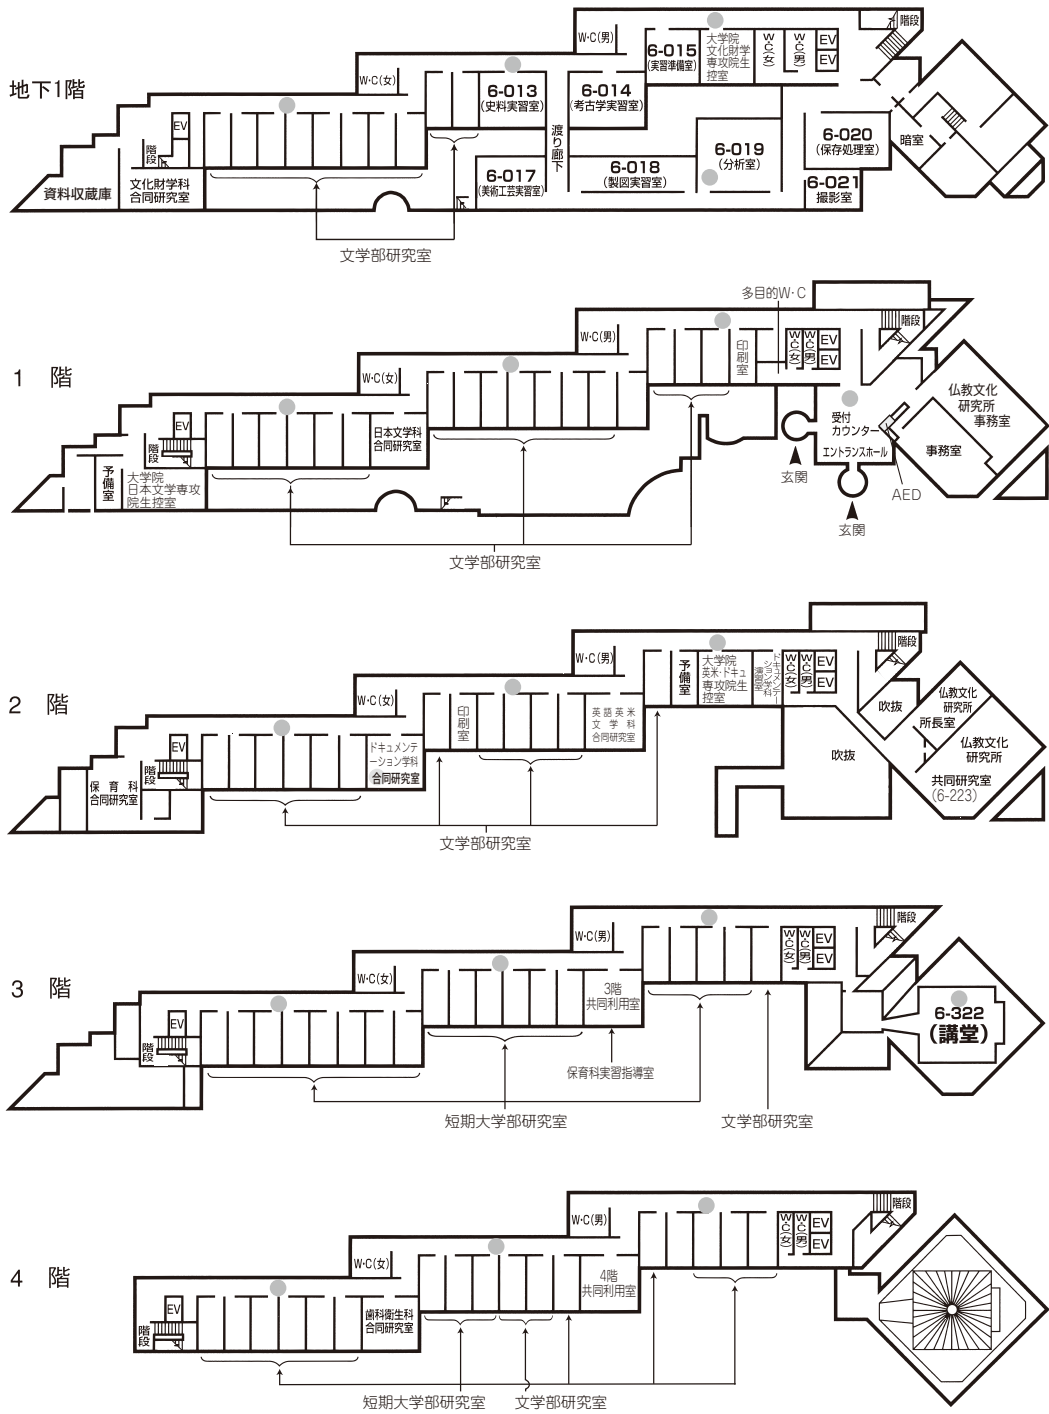 地下1階
W·C(女)
W·C(男)
6-015
(実習準備室)
大学院
文化財学
専攻院生
控室
W·C(女)
W·C(男)
EV
EV
階段
6-013
(史料実習室)
6-014
(考古学実習室)
渡り廊下
6-017
(美術工芸実習室)
6-018
(製図実習室)
6-019
(分析室)
6-020
(保存処理室)
6-021
撮影室
暗室
EV
階段
資料収蔵庫
文化財学科
合同研究室
文学部研究室
1 階
多目的W·C
W·C(男)
W·C(女)
印刷室
W·C(女)
W·C(男)
EV
EV
階段
仏教文化
研究所
事務室
事務室
受付
カウンター
エントランスホール
玄関
玄関
AED
EV
階段
日本文学科
合同研究室
予備室
大学院
日本文学専攻
院生控室
文学部研究室
2 階
W·C(男)
W·C(女)
予備室
大学院
英米·ドキュ
専攻院生
控室
ドキュメンテー
ション学科
演習室
W·C(女)
W·C(男)
EV
EV
階段
吹抜
吹抜
仏教文化
研究所
所長室
仏教文化
研究所
共同研究室
(6-223)
印刷室
英語英米
文学科
合同研究室
ドキュメンテ
ーション学科
合同研究室
EV
階段
保育科
合同研究室
文学部研究室
3 階
W·C(男)
W·C(女)
W·C(女)
W·C(男)
EV
EV
階段
3階
共同利用室
6-322
(講堂)
EV
階段
保育科実習指導室
短期大学部研究室
文学部研究室
4 階
W·C(男)
W·C(女)
W·C(女)
W·C(男)
EV
EV
階段
4階
共同利用室
EV
階段
歯科衛生科
合同研究室
短期大学部研究室
文学部研究室